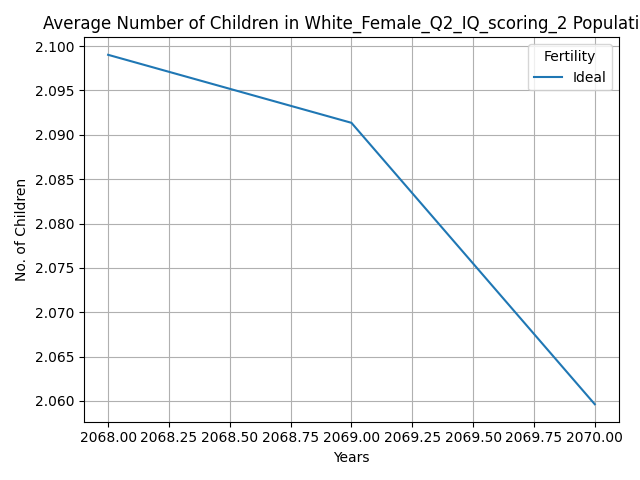 Average Number of Children in White_Female_Q2_IQ_scoring_2 Populati
Fertility
Ideal
2.100
2.095
2.090
2.085
2.080
2.075
2.070
2.065
2.060
No. of Children
2068.00 2068.25 2068.50 2068.75 2069.00 2069.25 2069.50 2069.75 2070.00
Years